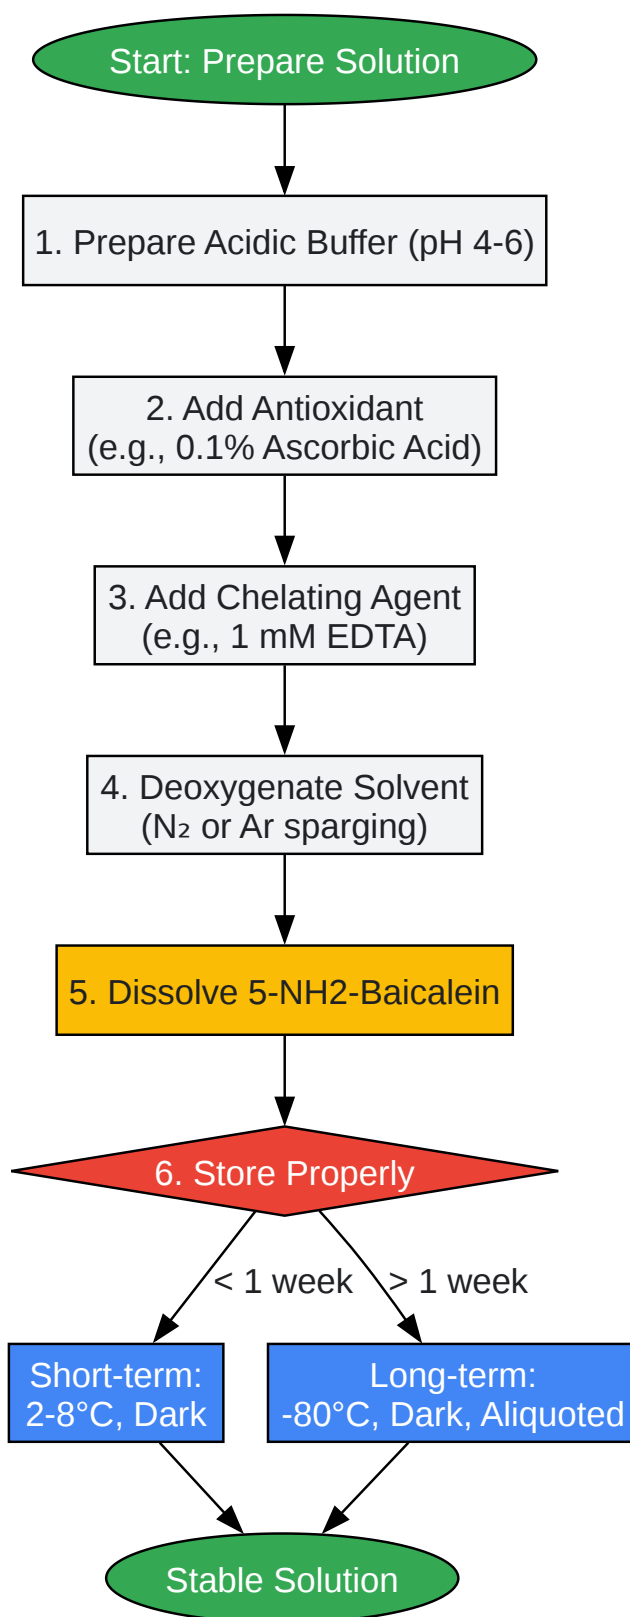 Start: Prepare Solution
1. Prepare Acidic Buffer (pH 4-6)
2. Add Antioxidant
(e.g., 0.1% Ascorbic Acid)
3. Add Chelating Agent
(e.g., 1 mM EDTA)
4. Deoxygenate Solvent
(N₂ or Ar sparging)
5. Dissolve 5-NH2-Baicalein
6. Store Properly
< 1 week
> 1 week
Short-term:
2-8°C, Dark
Long-term:
-80°C, Dark, Aliquoted
Stable Solution